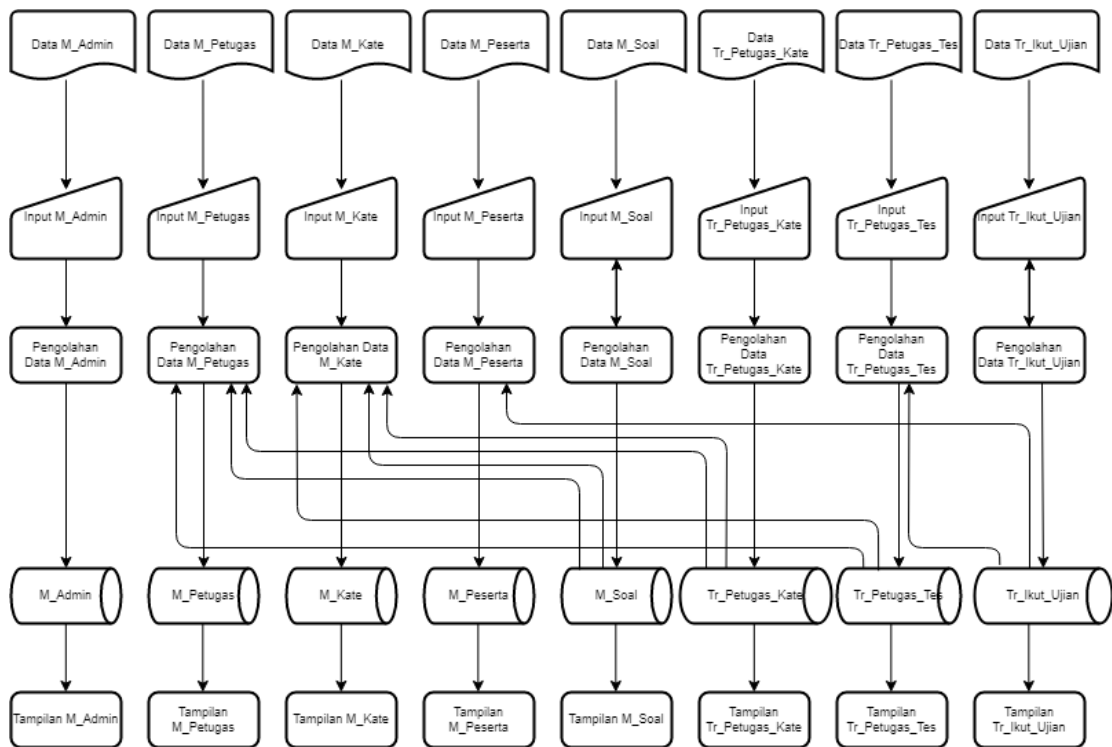 Data M_Admin
Data M_Petugas
Data M_Kate
Data M_Peserta
Data M_Soal
Data
Tr_Petugas_Kate
Data Tr_Petugas_Tes
Data Tr_Ikut_Ujian
Input M_Admin
Input M_Petugas
Input M_Kate
Input M_Peserta
Input M_Soal
Input
Tr_Petugas_Kate
Input
Tr_Petugas_Tes
Input Tr_Ikut_Ujian
Pengolahan
Data M_Admin
Pengolahan
Data M_Petugas
Pengolahan Data
M_Kate
Pengolahan
Data M_Peserta
Pengolahan
Data M_Soal
Pengolahan
Data
Tr_Petugas_Kate
Pengolahan
Data
Tr_Petugas_Tes
Pengolahan
Data Tr_Ikut_Ujian
M_Admin
M_Petugas
M_Kate
M_Peserta
M_Soal
Tr_Petugas_Kate
Tr_Petugas_Tes
Tr_Ikut_Ujian
Tampilan M_Admin
Tampilan
M_Petugas
Tampilan M_Kate
Tampilan
M_Peserta
Tampilan M_Soal
Tampilan
Tr_Petugas_Kate
Tampilan
Tr_Petugas_Tes
Tampilan
Tr_Ikut_Ujian